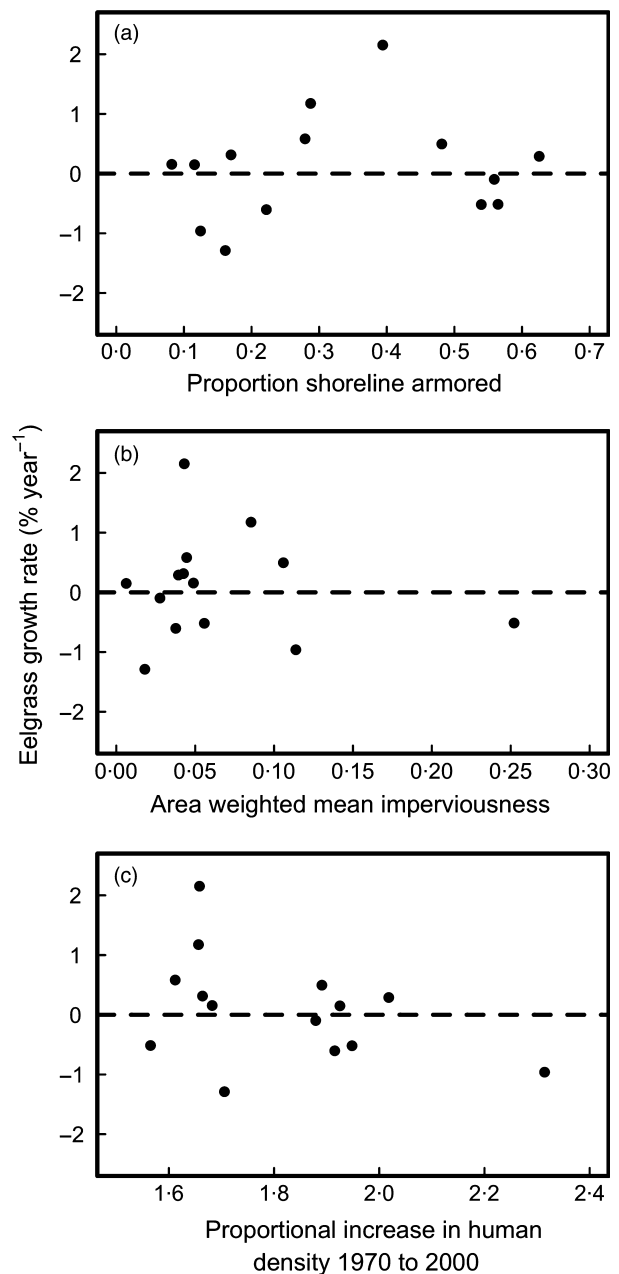 (a)
2
1
0
−1
−2
0·0 0·1 0·2 0·3 0·4 0·5 0·6 0·7
Proportion shoreline armored
Eelgrass growth rate (% year⁻¹)
(b)
2
1
0
−1
−2
0·00 0·05 0·10 0·15 0·20 0·25 0·30
Area weighted mean imperviousness
(c)
2
1
0
−1
−2
1·6 1·8 2·0 2·2 2·4
Proportional increase in human
density 1970 to 2000